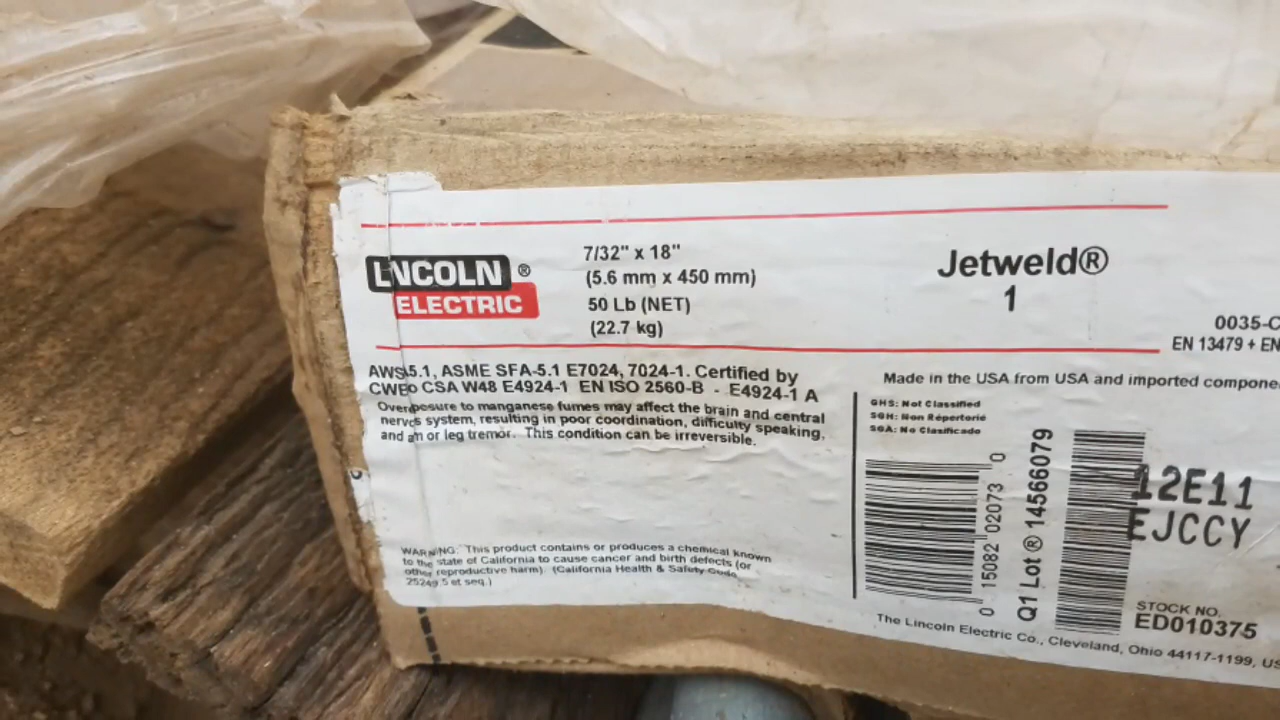 LINCOLN ®
ELECTRIC
7/32" x 18"
(5.6 mm x 450 mm)
50 Lb (NET)
(22.7 kg)
Jetweld®
1
0035-C
EN 13479 + EN
AWS 5.1, ASME SFA-5.1 E7024, 7024-1. Certified by
CWB to CSA W48 E4924-1 EN ISO 2560-B - E4924-1 A
Overexposure to manganese fumes may affect the brain and central
nervous system, resulting in poor coordination, difficulty speaking,
and arm or leg tremor. This condition can be irreversible.
WARNING: This product contains or produces a chemical known
to the state of California to cause cancer and birth defects (or
other reproductive harm). (California Health & Safety Code
25249.5 et seq.)
Made in the USA from USA and imported compone
GHS: Not Classified
SGH: Non Répertorié
SGA: No Clasificado
0 15082 02073 0
Q1 Lot ® 14566079
12E11
EJCCY
STOCK NO.
ED010375
The Lincoln Electric Co., Cleveland, Ohio 44117-1199, US